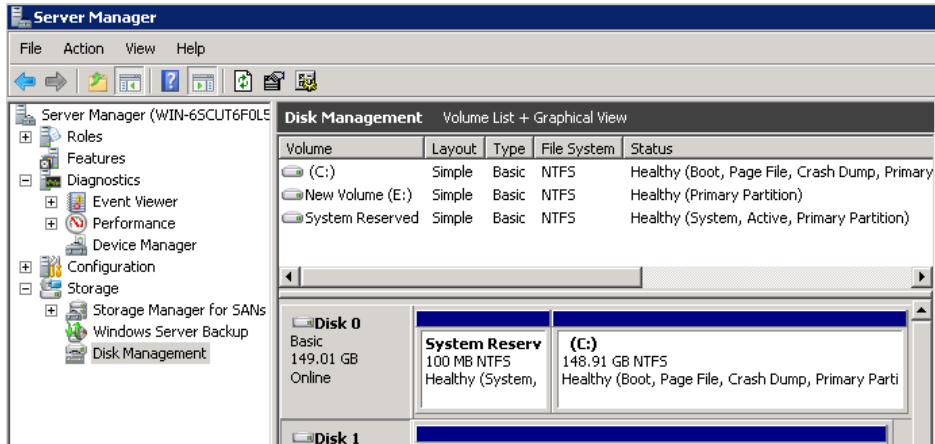 Server Manager
File Action View Help
Server Manager (WIN-6SCUT6F0L5
Roles
Features
Diagnostics
Event Viewer
Performance
Device Manager
Configuration
Storage
Storage Manager for SANs
Windows Server Backup
Disk Management
Disk Management Volume List + Graphical View
Volume Layout Type File System Status
(C:) Simple Basic NTFS Healthy (Boot, Page File, Crash Dump, Primary
New Volume (E:) Simple Basic NTFS Healthy (Primary Partition)
System Reserved Simple Basic NTFS Healthy (System, Active, Primary Partition)
Disk 0
Basic
149.01 GB
Online
System Reserv
100 MB NTFS
Healthy (System,
(C:)
148.91 GB NTFS
Healthy (Boot, Page File, Crash Dump, Primary Parti
Disk 1